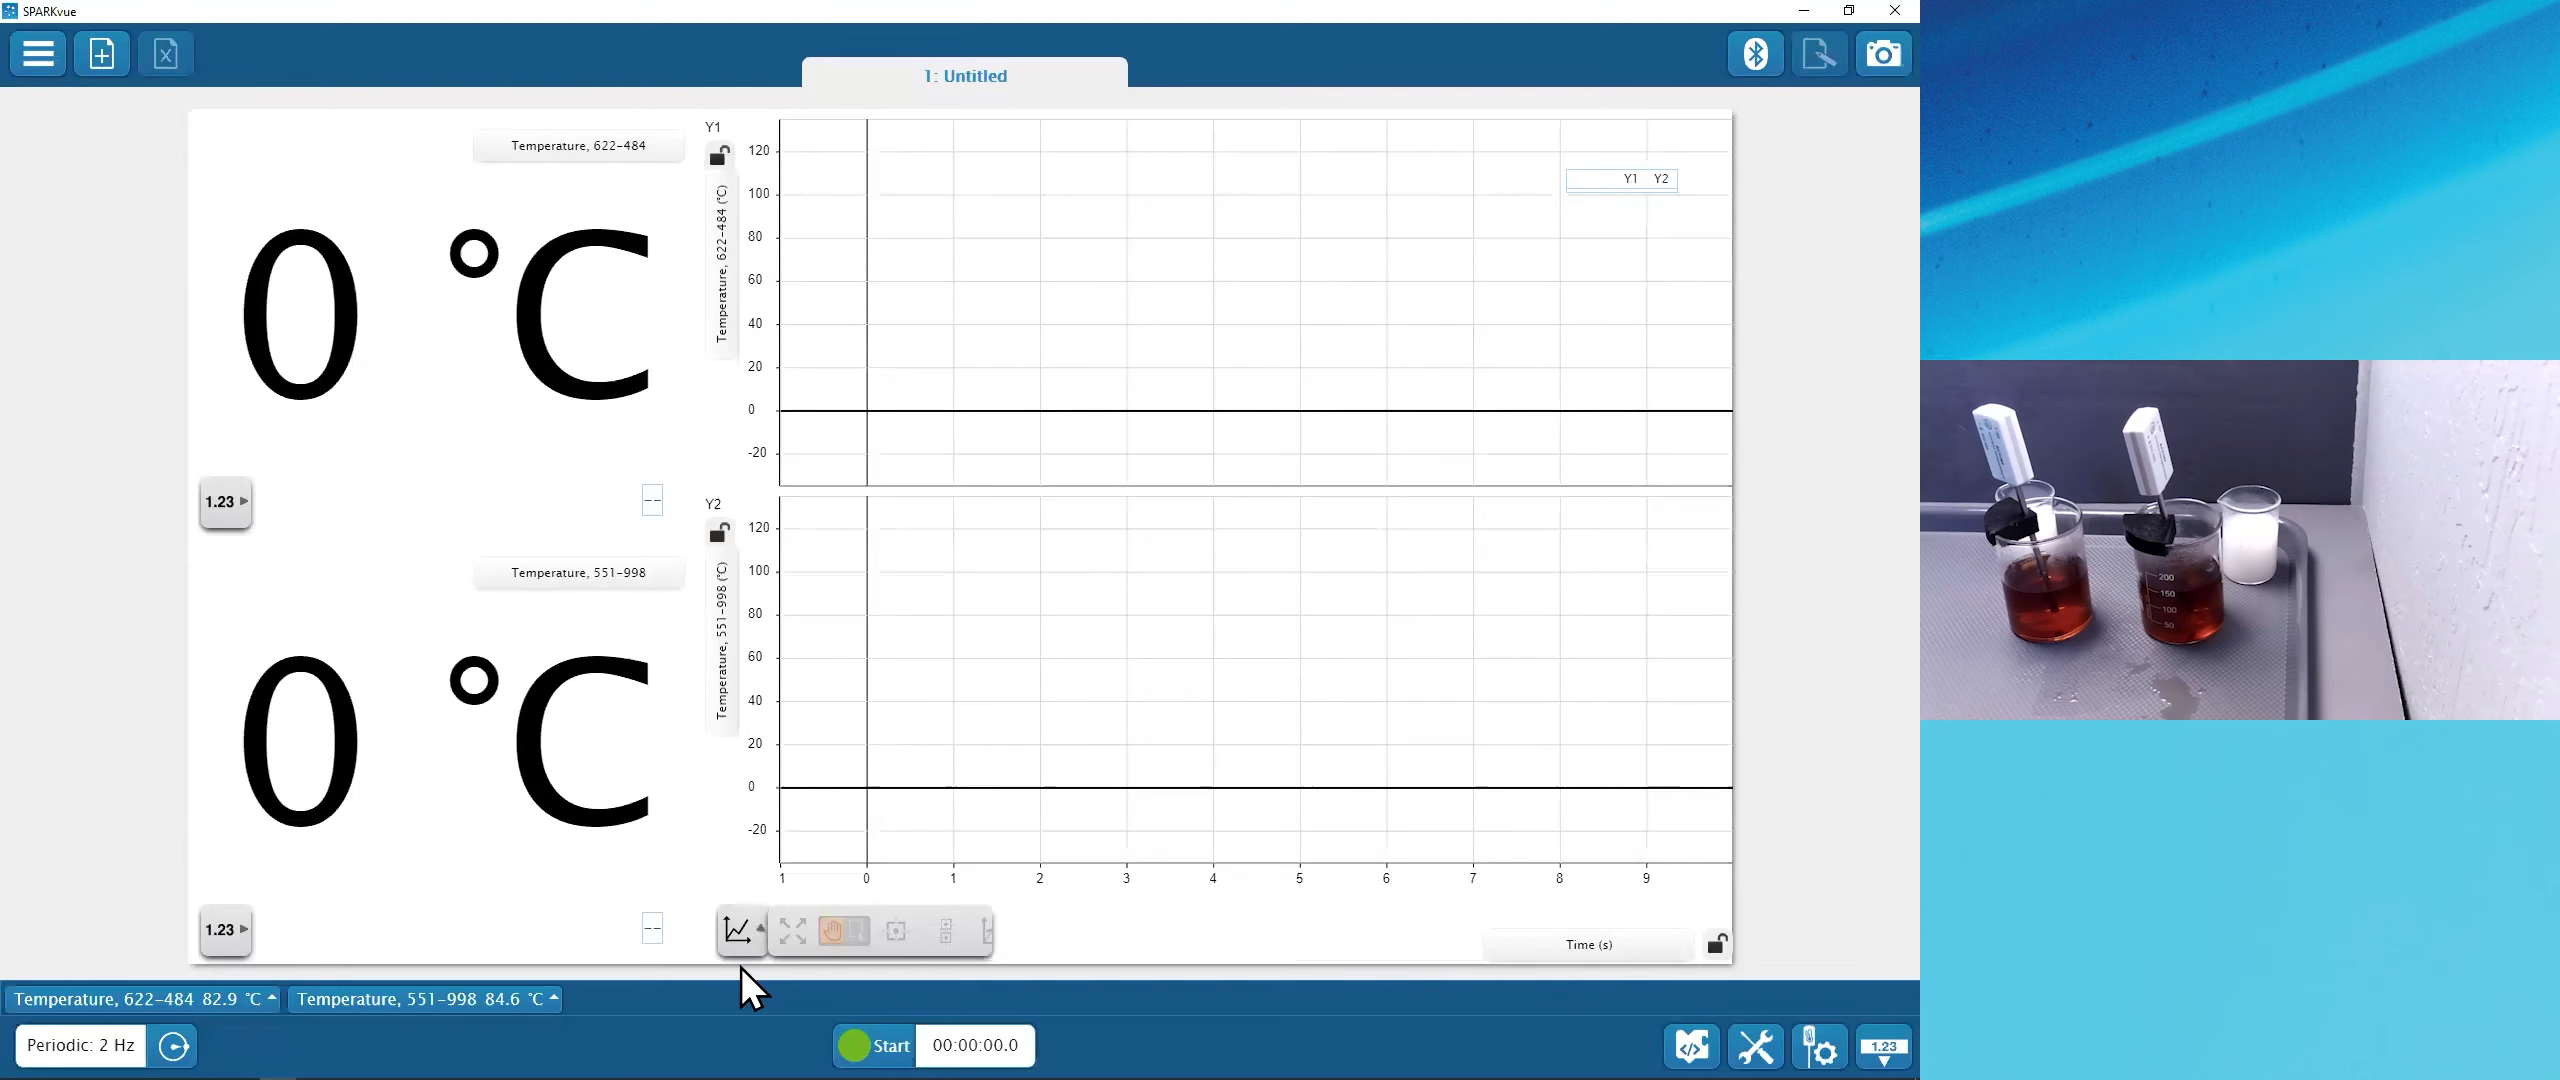 SPARKvue
1: Untitled
Temperature, 622-484
0 °C
1.23
--
Temperature, 551-998
0 °C
1.23
--
Y1
Temperature, 622-484 (°C)
120
100
80
60
40
20
0
-20
Y1 Y2
Y2
Temperature, 551-998 (°C)
120
100
80
60
40
20
0
-20
1 0 1 2 3 4 5 6 7 8 9
Time (s)
200
150
100
50
Temperature, 622-484 82.9 °C
Temperature, 551-998 84.6 °C
Periodic: 2 Hz
Start 00:00:00.0
1.23